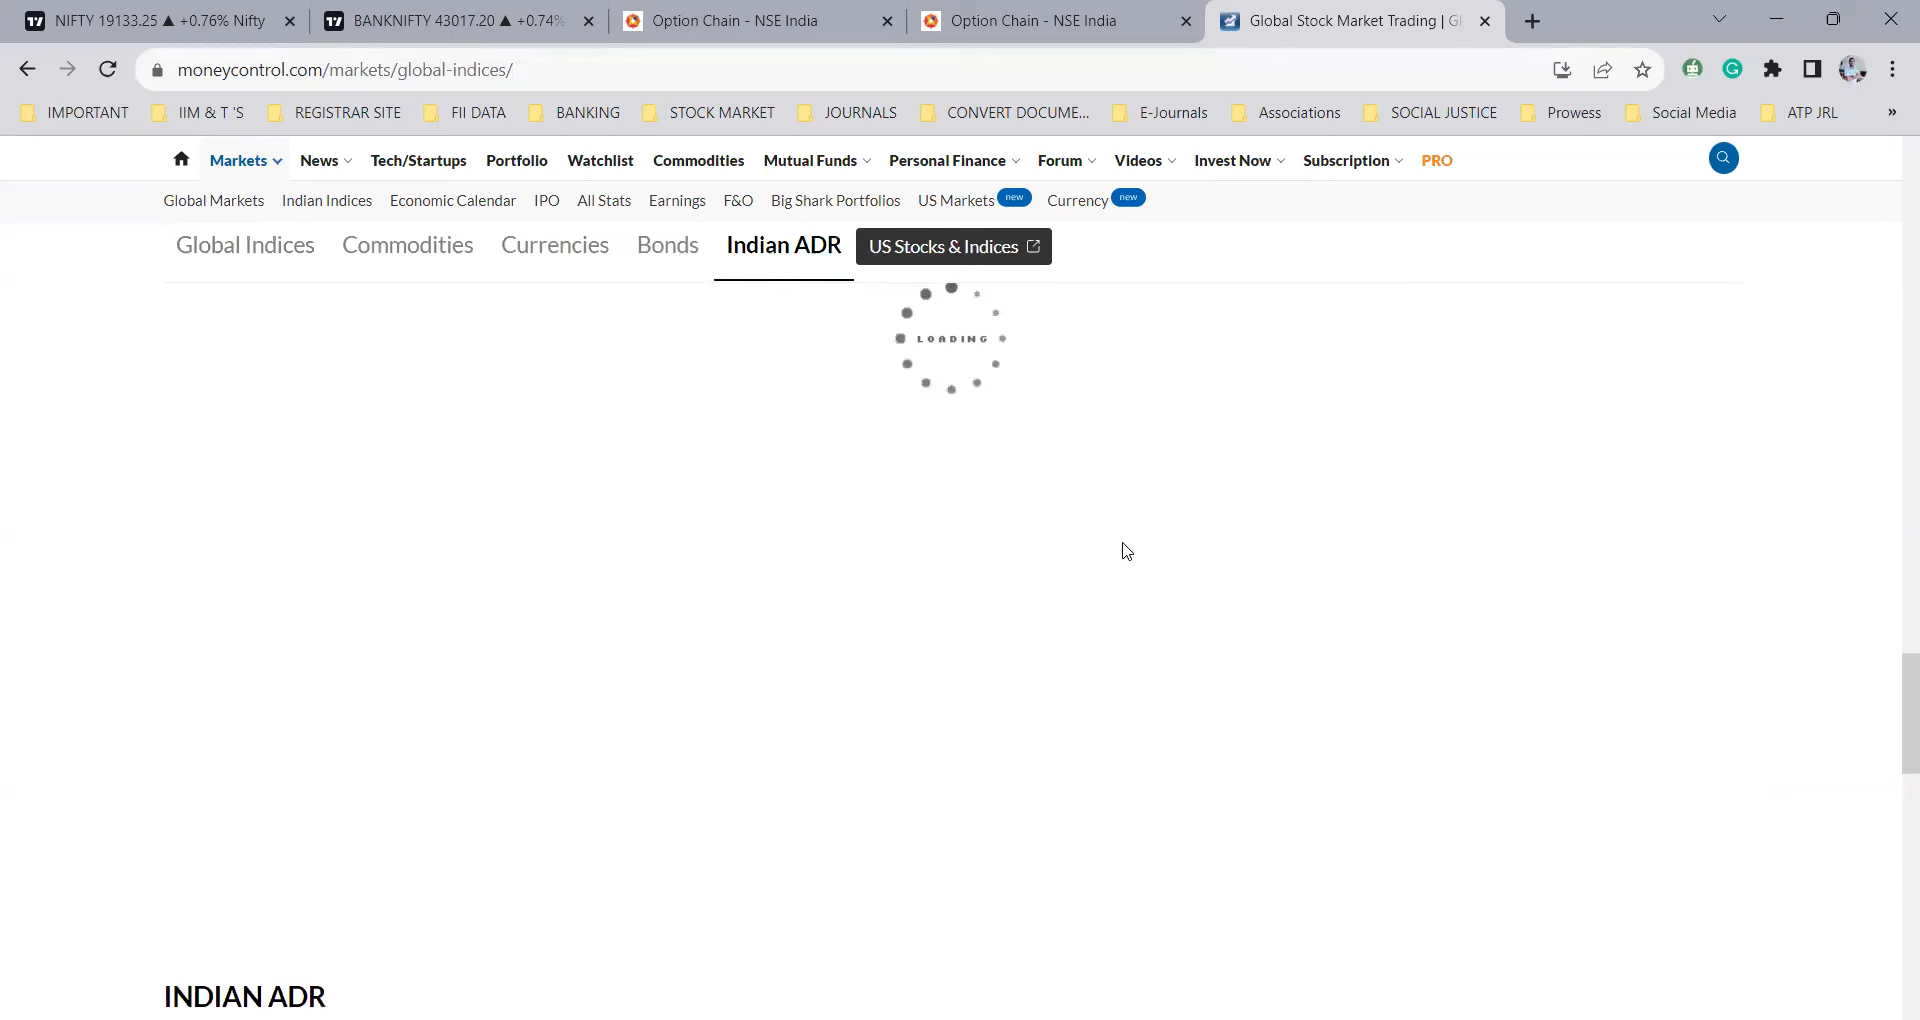 NIFTY 19133.25 ▲ +0.76% Nifty
BANKNIFTY 43017.20 ▲ +0.74%
Option Chain - NSE India
Option Chain - NSE India
Global Stock Market Trading | Gl
moneycontrol.com/markets/global-indices/
IMPORTANT IIM & T 'S REGISTRAR SITE FII DATA BANKING STOCK MARKET JOURNALS CONVERT DOCUME... E-Journals Associations SOCIAL JUSTICE Prowess Social Media ATP JRL »
Markets News Tech/Startups Portfolio Watchlist Commodities Mutual Funds Personal Finance Forum Videos Invest Now Subscription PRO
Global Markets Indian Indices Economic Calendar IPO All Stats Earnings F&O Big Shark Portfolios US Markets new Currency new
Global Indices Commodities Currencies Bonds Indian ADR US Stocks & Indices
LOADING
INDIAN ADR